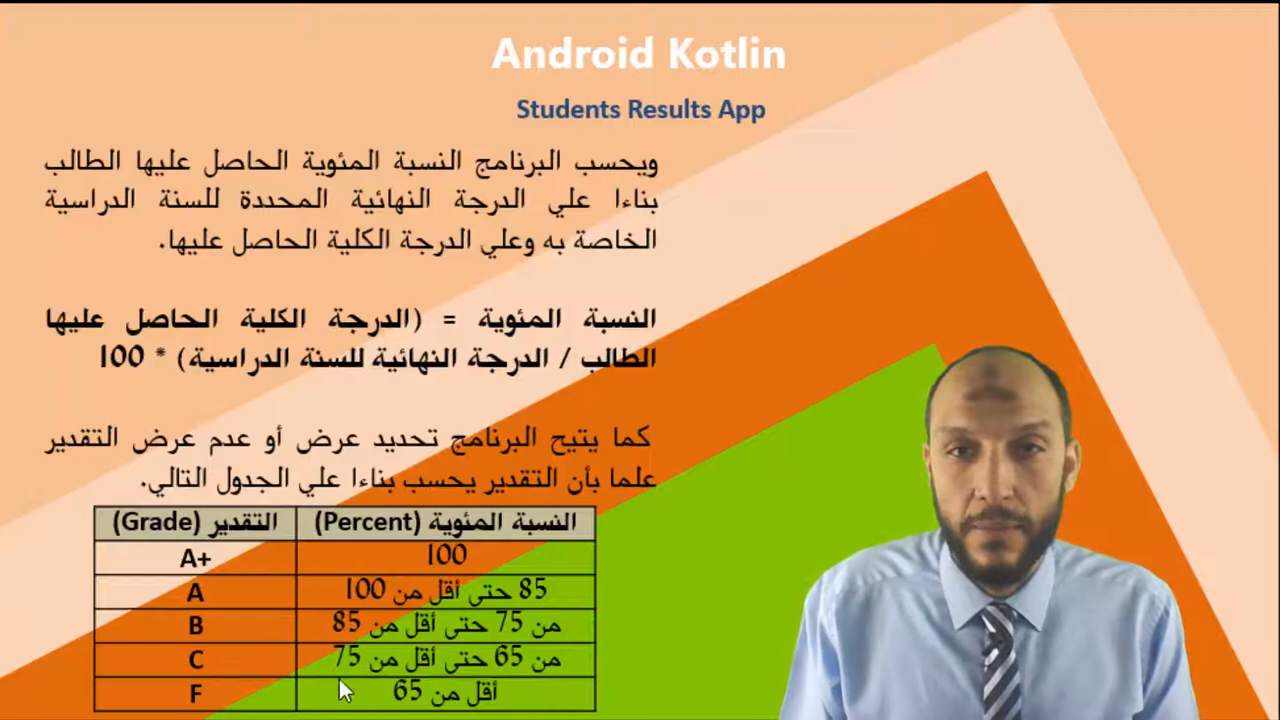 Android Kotlin
Students Results App
ويحسب البرنامج النسبة المئوية الحاصل عليها الطالب
بناءا علي الدرجة النهائية المحددة للسنة الدراسية
الخاصة به وعلي الدرجة الكلية الحاصل عليها.
النسبة المئوية = (الدرجة الكلية الحاصل عليها
الطالب / الدرجة النهائية للسنة الدراسية) * 100
كما يتيح البرنامج تحديد عرض أو عدم عرض التقدير
علما بأن التقدير يحسب بناءا علي الجدول التالي.
النسبة المئوية (Percent) التقدير (Grade)
100 A+
85 حتى أقل من 100 A
من 75 حتى أقل من 85 B
من 65 حتى أقل من 75 C
أقل من 65 F